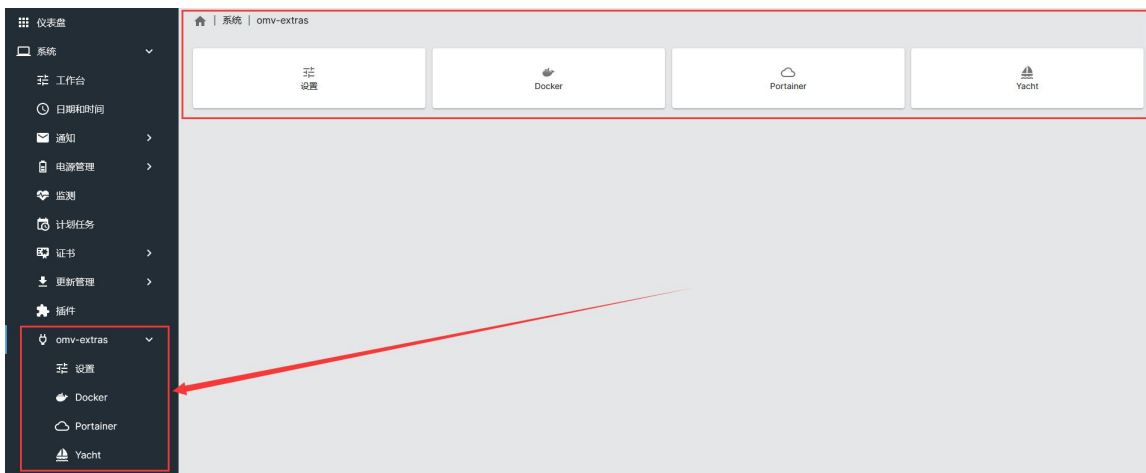 仪表盘
系统
工作台
日期和时间
通知
电源管理
监测
计划任务
证书
更新管理
插件
omv-extras
设置
Docker
Portainer
Yacht
| 系统 | omv-extras
设置
Docker
Portainer
Yacht